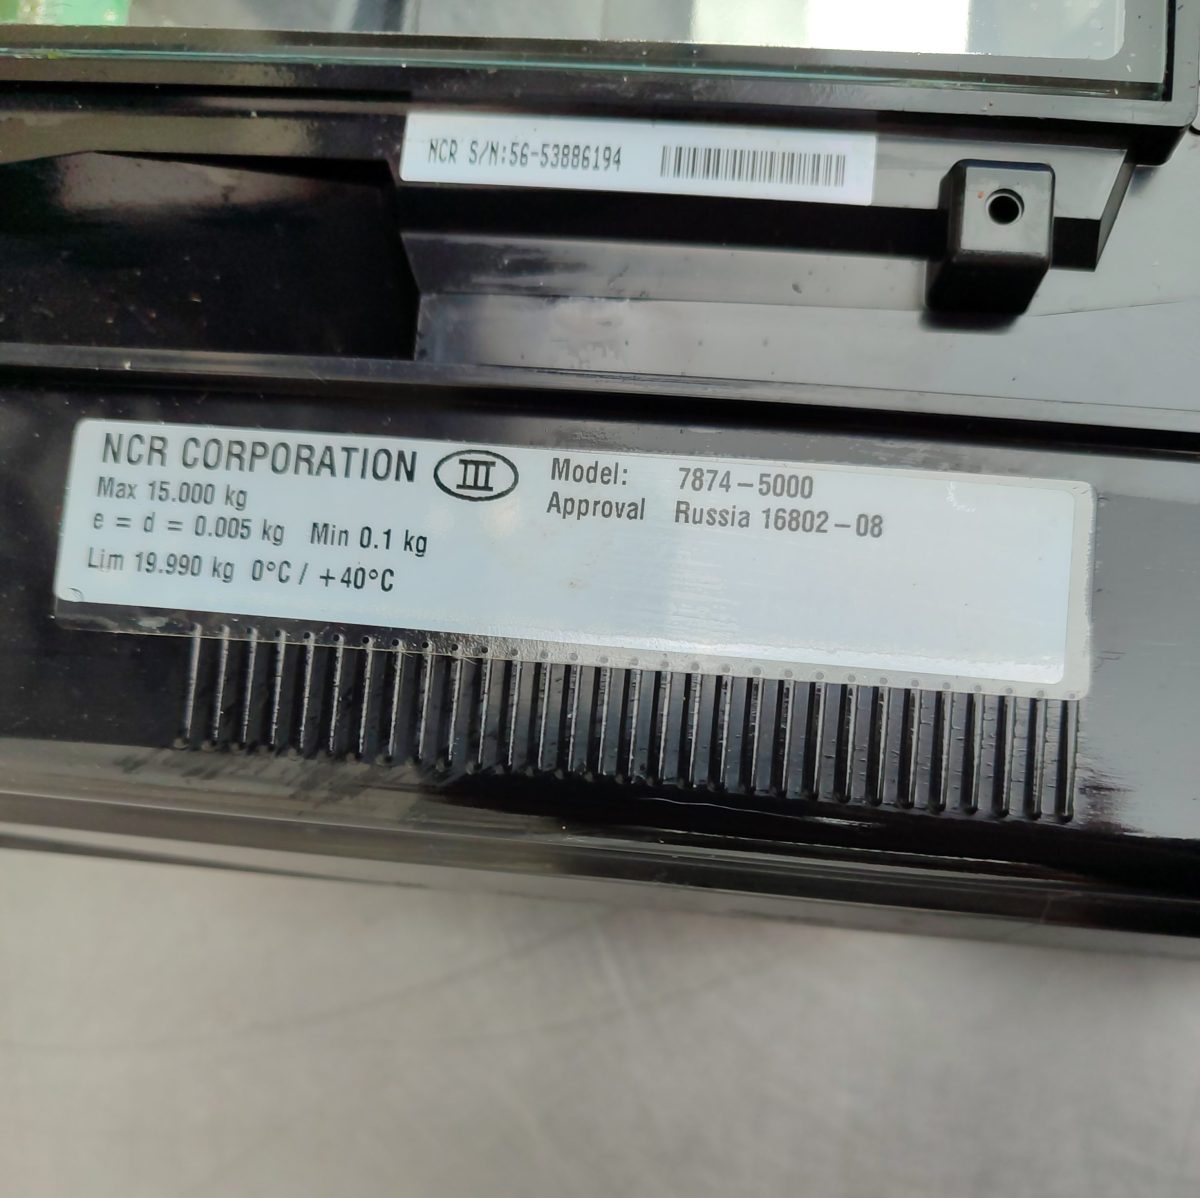 NCR S/N:56-53886194
NCR CORPORATION III
Max 15.000 kg
e = d = 0.005 kg Min 0.1 kg
Lim 19.990 kg 0°C / +40°C
Model: 7874-5000
Approval Russia 16802-08